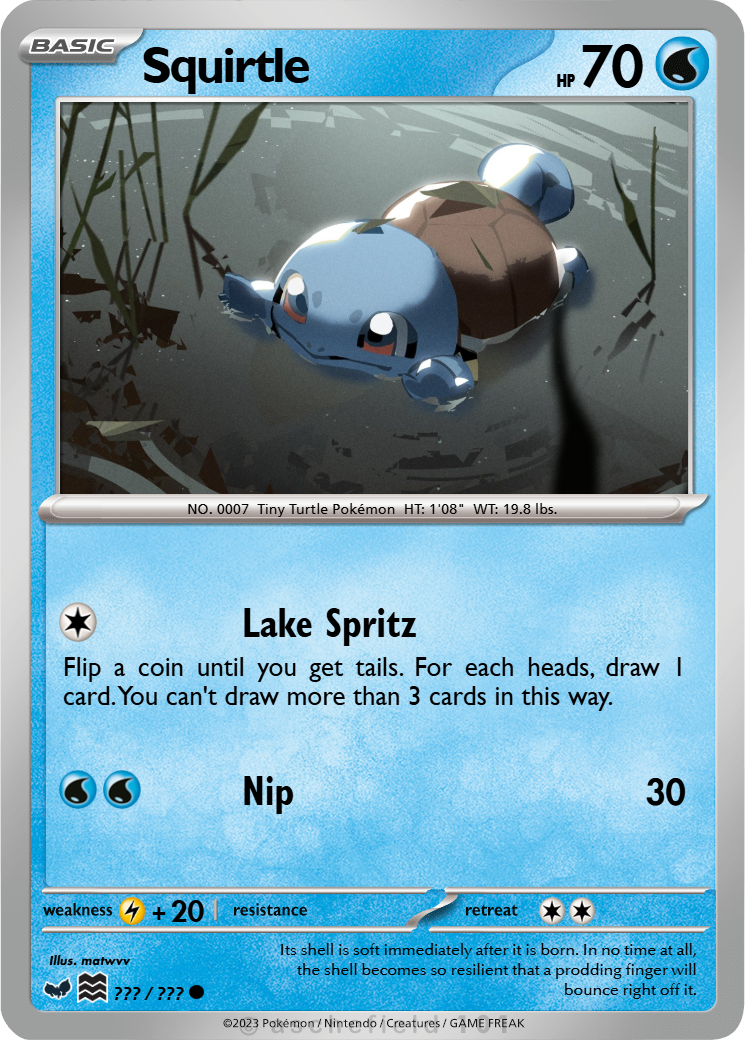 BASIC
Squirtle
HP 70
NO. 0007 Tiny Turtle Pokémon HT: 1'08" WT: 19.8 lbs.
Lake Spritz
Flip a coin until you get tails. For each heads, draw 1
card. You can't draw more than 3 cards in this way.
Nip 30
weakness + 20 resistance retreat
Illus. matwvv
Its shell is soft immediately after it is born. In no time at all,
the shell becomes so resilient that a prodding finger will
bounce right off it.
??? / ???
©2023 Pokémon / Nintendo / Creatures / GAME FREAK